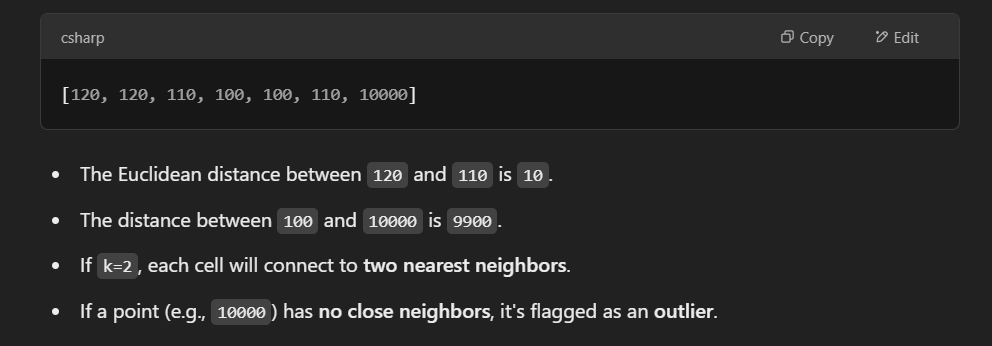 csharp Copy Edit
[120, 120, 110, 100, 100, 110, 10000]
The Euclidean distance between 120 and 110 is 10.
The distance between 100 and 10000 is 9900.
If k=2, each cell will connect to two nearest neighbors.
If a point (e.g., 10000) has no close neighbors, it's flagged as an outlier.